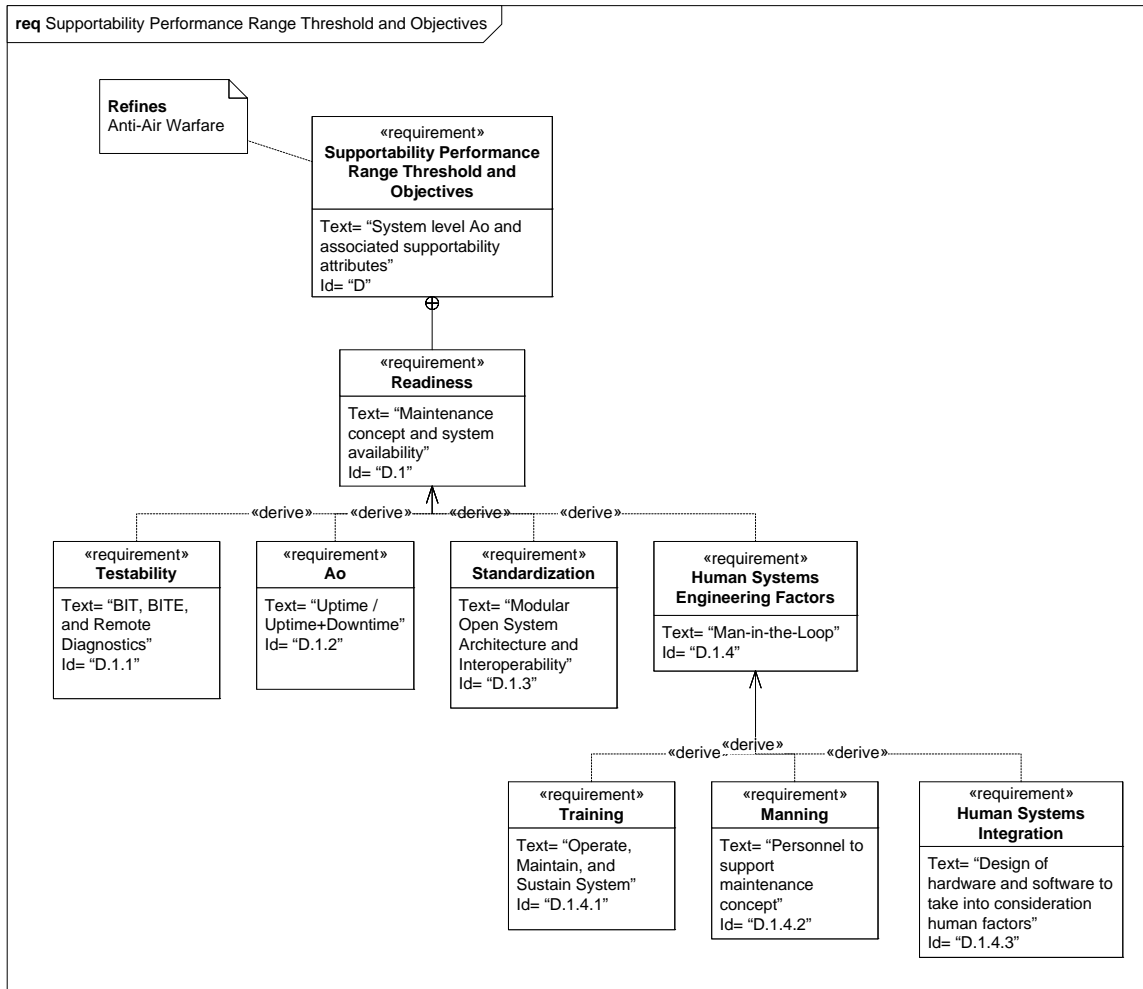 req Supportability Performance Range Threshold and Objectives
Refines
Anti-Air Warfare
«requirement»
Supportability Performance
Range Threshold and
Objectives
Text= “System level Ao and
associated supportability
attributes”
Id= “D”
«requirement»
Readiness
Text= “Maintenance
concept and system
availability”
Id= “D.1”
«derive»
«derive»
«derive»
«derive»
«requirement»
Testability
Text= “BIT, BITE,
and Remote
Diagnostics”
Id= “D.1.1”
«requirement»
Ao
Text= “Uptime /
Uptime+Downtime”
Id= “D.1.2”
«requirement»
Standardization
Text= “Modular
Open System
Architecture and
Interoperability”
Id= “D.1.3”
«requirement»
Human Systems
Engineering Factors
Text= “Man-in-the-Loop”
Id= “D.1.4”
«derive»
«derive»
«derive»
«requirement»
Training
Text= “Operate,
Maintain, and
Sustain System”
Id= “D.1.4.1”
«requirement»
Manning
Text= “Personnel to
support
maintenance
concept”
Id= “D.1.4.2”
«requirement»
Human Systems
Integration
Text= “Design of
hardware and software to
take into consideration
human factors”
Id= “D.1.4.3”